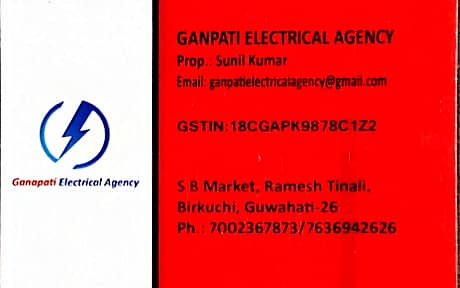 GANPATI ELECTRICAL AGENCY
Prop.: Sunil Kumar
Email: ganpatielectricalagency@gmail.com
GSTIN:18CGAPK9878C1Z2
Ganapati Electrical Agency
S B Market, Ramesh Tinali,
Birkuchi, Guwahati-26
Ph.: 7002367873/7636942626